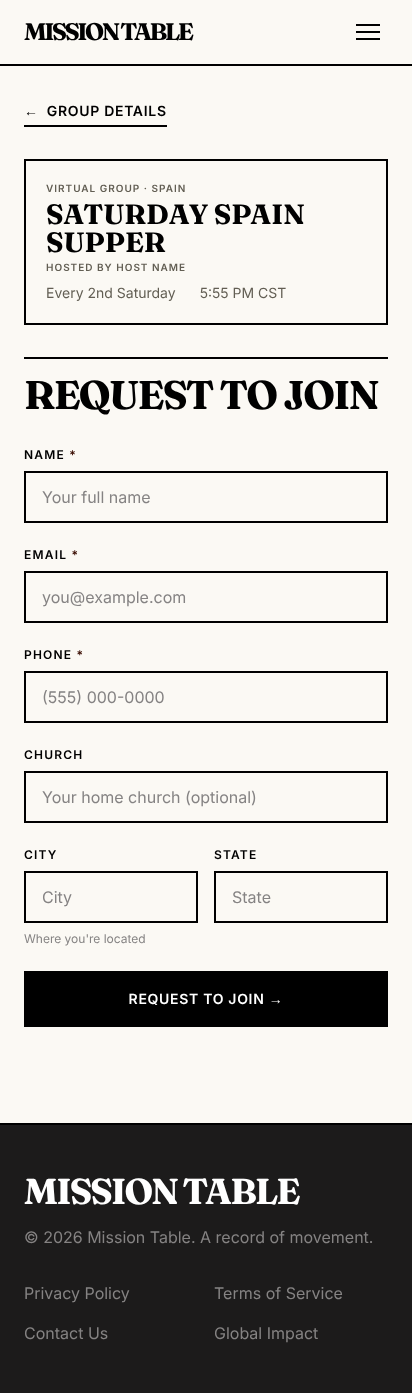 MISSION TABLE
← GROUP DETAILS
VIRTUAL GROUP · SPAIN
SATURDAY SPAIN
SUPPER
HOSTED BY HOST NAME
Every 2nd Saturday 5:55 PM CST
REQUEST TO JOIN
NAME *
Your full name
EMAIL *
you@example.com
PHONE *
(555) 000-0000
CHURCH
Your home church (optional)
CITY STATE
City State
Where you're located
REQUEST TO JOIN →
MISSION TABLE
© 2026 Mission Table. A record of movement.
Privacy Policy Terms of Service
Contact Us Global Impact